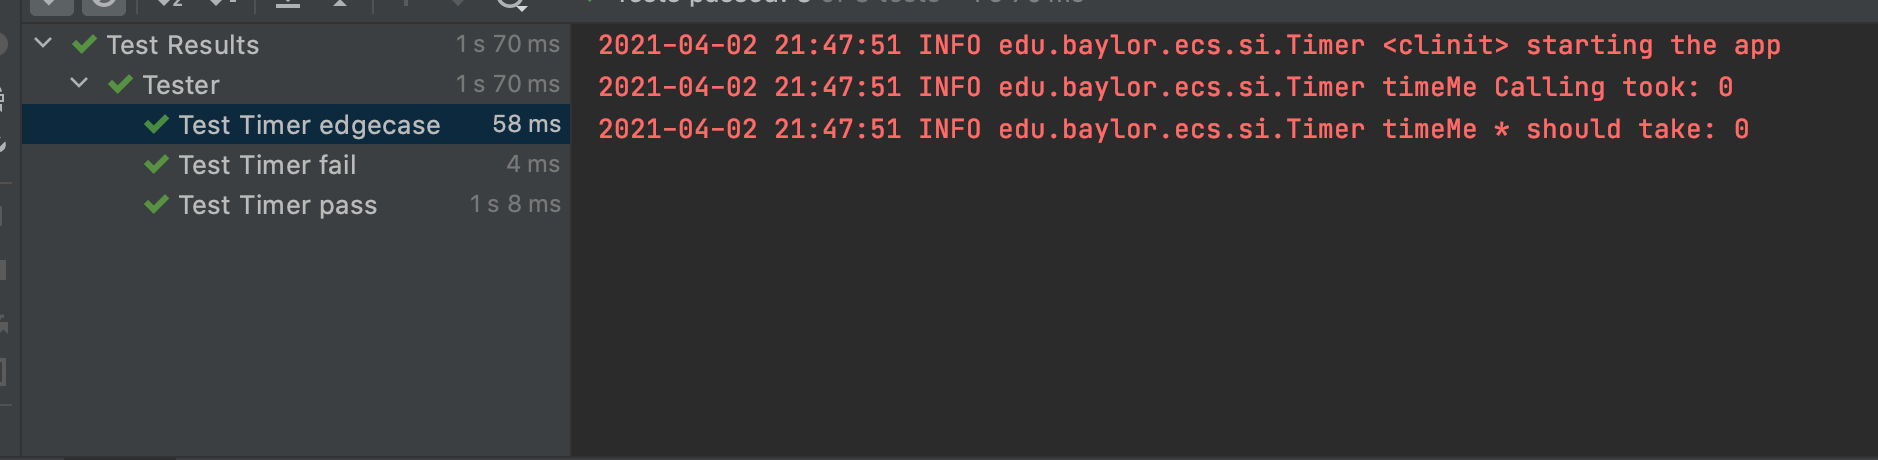 Test Results 1 s 70 ms
Tester 1 s 70 ms
Test Timer edgecase 58 ms
Test Timer fail 4 ms
Test Timer pass 1 s 8 ms
2021-04-02 21:47:51 INFO edu.baylor.ecs.si.Timer <clinit> starting the app
2021-04-02 21:47:51 INFO edu.baylor.ecs.si.Timer timeMe Calling took: 0
2021-04-02 21:47:51 INFO edu.baylor.ecs.si.Timer timeMe * should take: 0